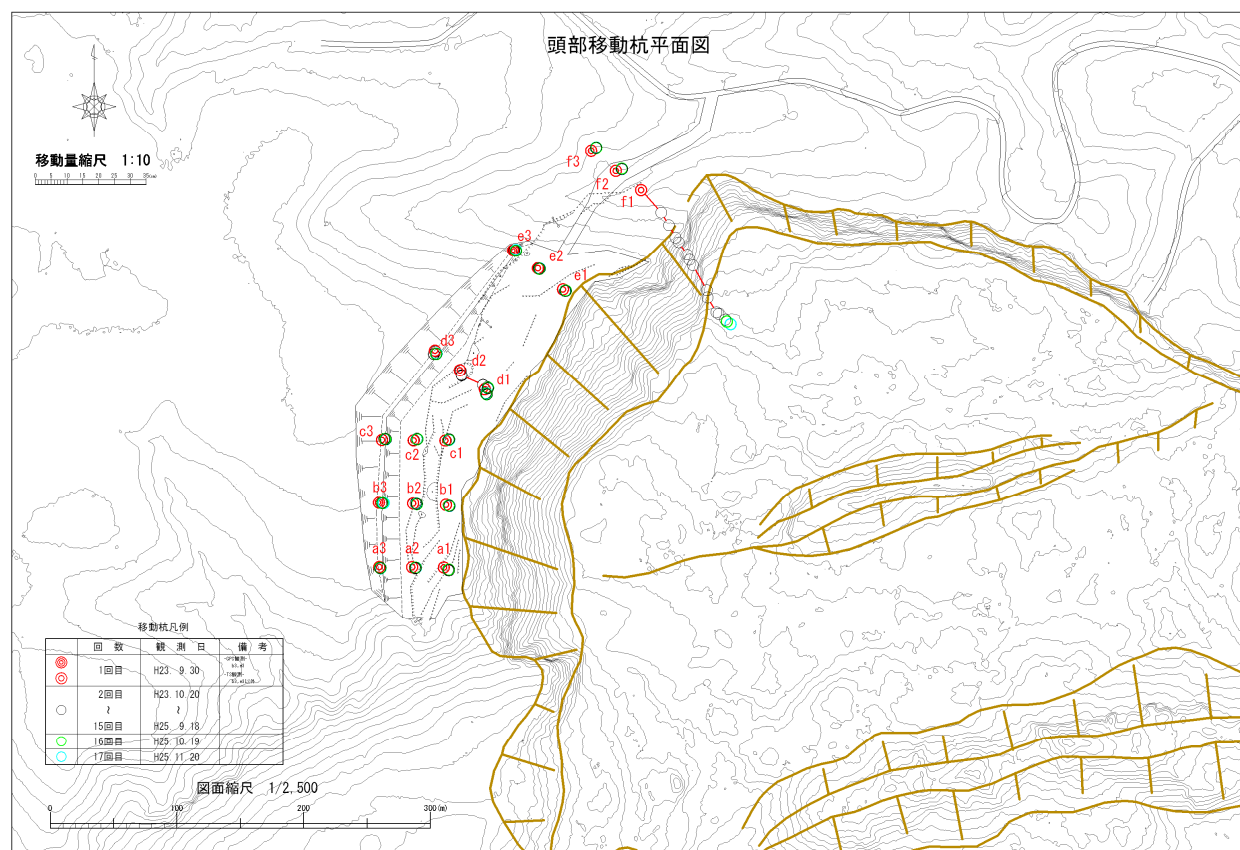 頭部移動杭平面図
移動量縮尺 1:10
0 5 10 15 20 25 30 35(cm)
f3
f2
f1
e3
e2
e1
d3
d2
d1
c3
c2
c1
b3
b2
b1
a3
a2
a1
移動杭凡例
回 数 観 測 日 備 考
1回目 H23. 9.30
2回目 H23.10.20
~ ~
15回目 H25. 9.18
16回目 H25.10.19
17回目 H25.11.20
図面縮尺 1/2,500
0 100 200 300(m)